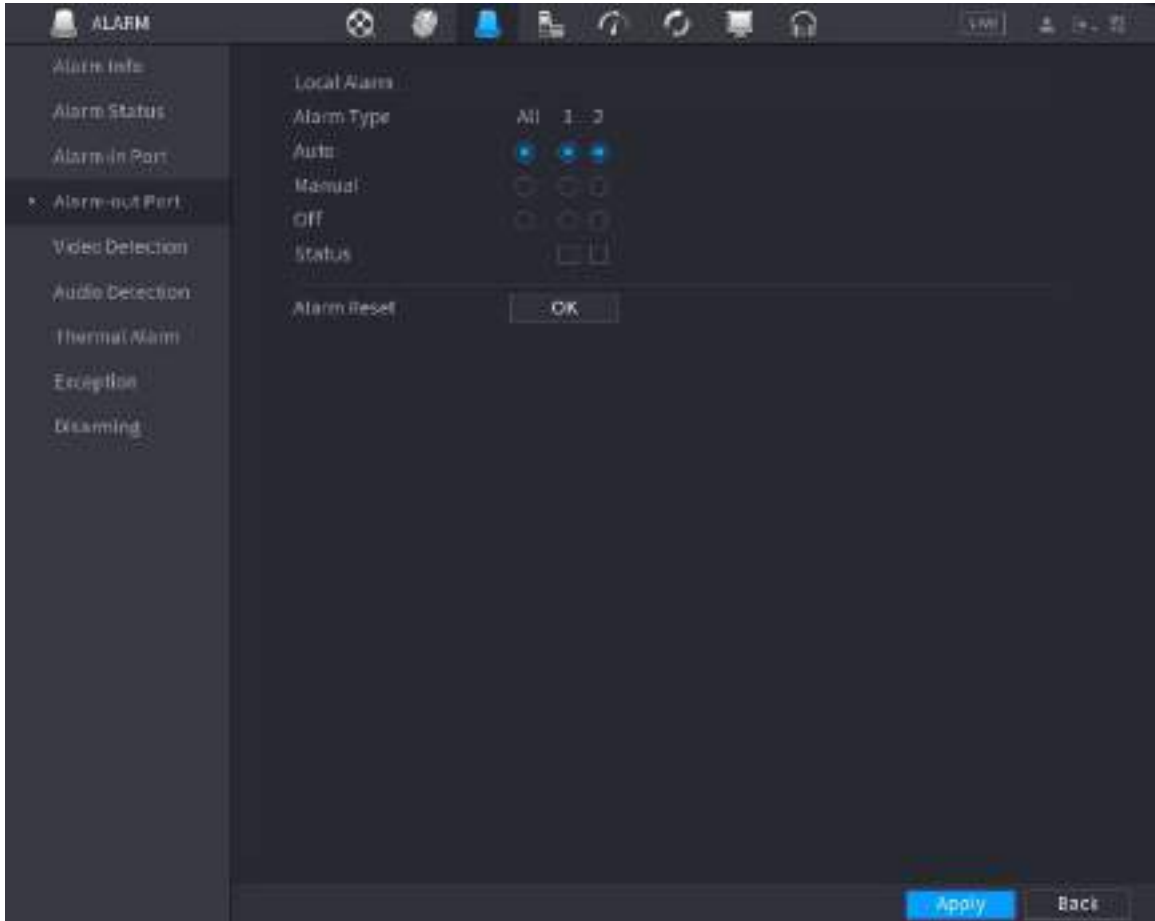 ALARM
LIVE
Alarm Info
Alarm Status
Alarm-in Port
Alarm-out Port
Video Detection
Audio Detection
Thermal Alarm
Exception
Disarming
Local Alarm
Alarm Type All 1 2
Auto
Manual
Off
Status
Alarm Reset OK
Apply Back